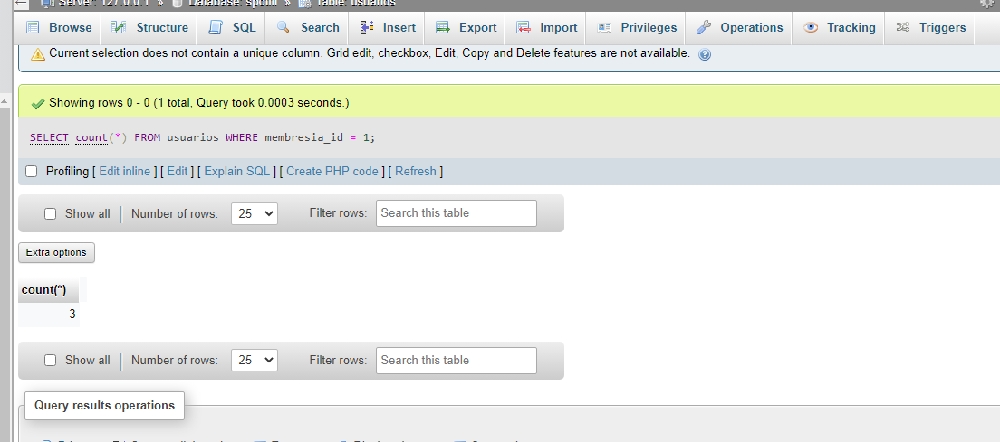 Server: 127.0.0.1 » Database: spotifi » Table: usuarios
Browse Structure SQL Search Insert Export Import Privileges Operations Tracking Triggers
Current selection does not contain a unique column. Grid edit, checkbox, Edit, Copy and Delete features are not available.
Showing rows 0 - 0 (1 total, Query took 0.0003 seconds.)
SELECT count(*) FROM usuarios WHERE membresia_id = 1;
Profiling [ Edit inline ] [ Edit ] [ Explain SQL ] [ Create PHP code ] [ Refresh ]
Show all Number of rows: 25 Filter rows: Search this table
Extra options
count(*)
3
Show all Number of rows: 25 Filter rows: Search this table
Query results operations